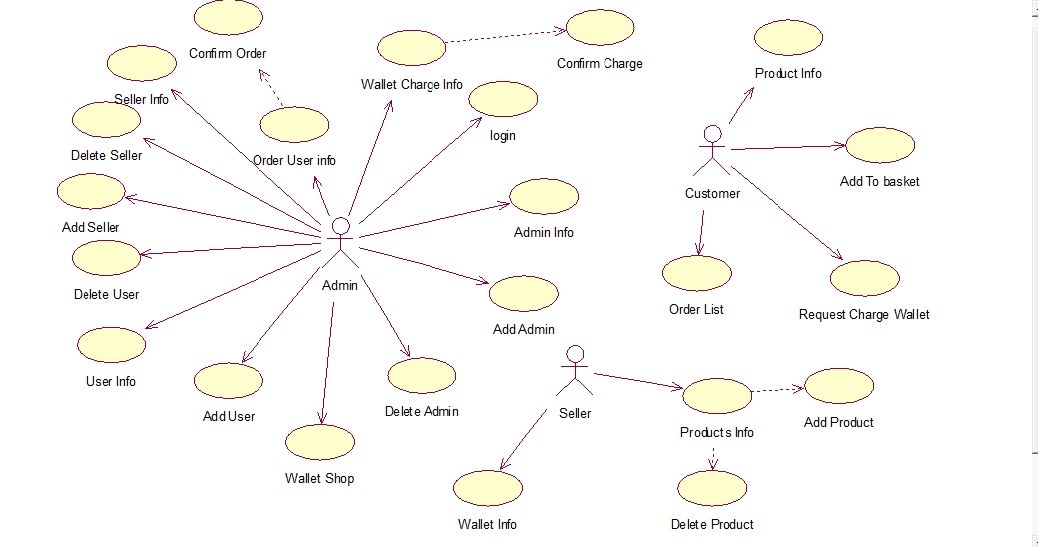 Confirm Order
Wallet Charge Info
Confirm Charge
Product Info
Seller Info
login
Delete Seller
Order User info
Add To basket
Customer
Add Seller
Admin Info
Delete User
Admin
Order List
Request Charge Wallet
Add Admin
User Info
Add User
Delete Admin
Seller
Products Info
Add Product
Wallet Shop
Wallet Info
Delete Product